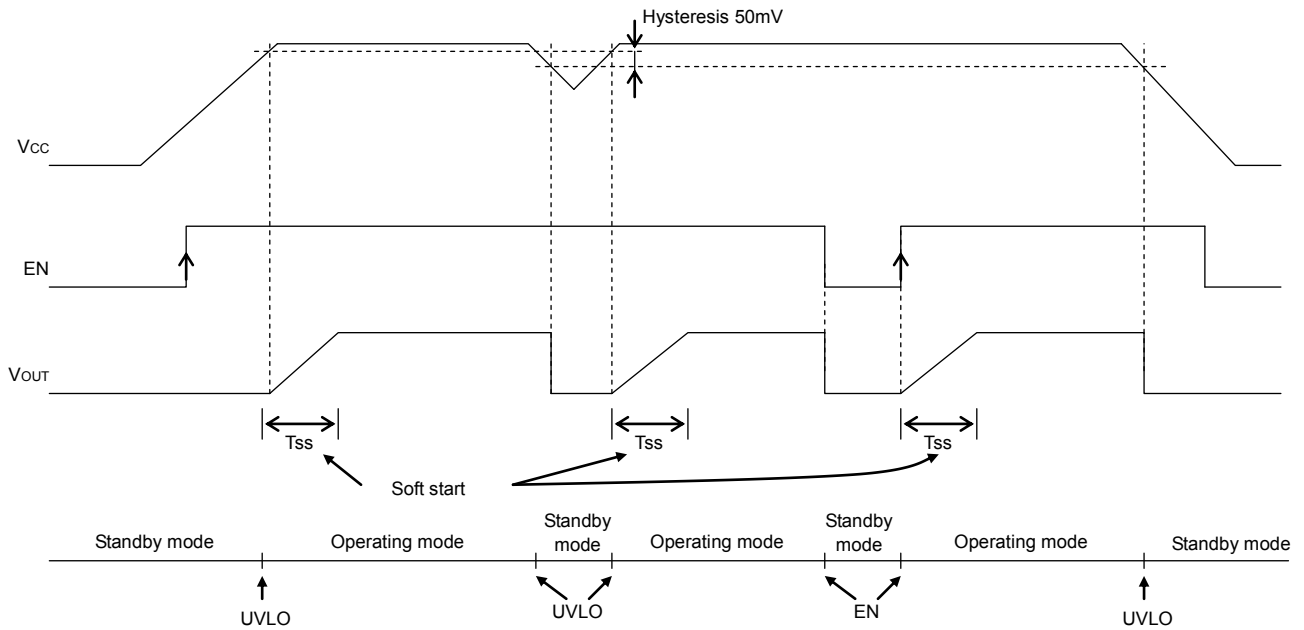 Hysteresis 50mV
VCC
EN
VOUT
Tss
Tss
Tss
Soft start
Standby mode
Operating mode
Standby
mode
Operating mode
Standby
mode
Operating mode
Standby mode
UVLO
UVLO
EN
UVLO